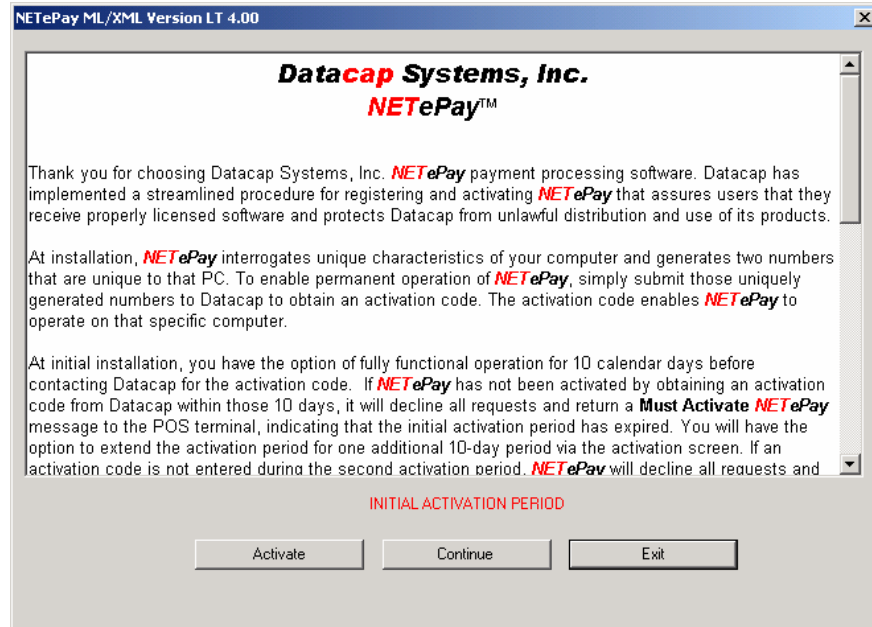 NETePay ML/XML Version LT 4.00
Datacap Systems, Inc.
NETePay™
Thank you for choosing Datacap Systems, Inc. NETePay payment processing software. Datacap has
implemented a streamlined procedure for registering and activating NETePay that assures users that they
receive properly licensed software and protects Datacap from unlawful distribution and use of its products.
At installation, NETePay interrogates unique characteristics of your computer and generates two numbers
that are unique to that PC. To enable permanent operation of NETePay, simply submit those uniquely
generated numbers to Datacap to obtain an activation code. The activation code enables NETePay to
operate on that specific computer.
At initial installation, you have the option of fully functional operation for 10 calendar days before
contacting Datacap for the activation code. If NETePay has not been activated by obtaining an activation
code from Datacap within those 10 days, it will decline all requests and return a Must Activate NETePay
message to the POS terminal, indicating that the initial activation period has expired. You will have the
option to extend the activation period for one additional 10-day period via the activation screen. If an
activation code is not entered during the second activation period, NETePay will decline all requests and
INITIAL ACTIVATION PERIOD
Activate
Continue
Exit